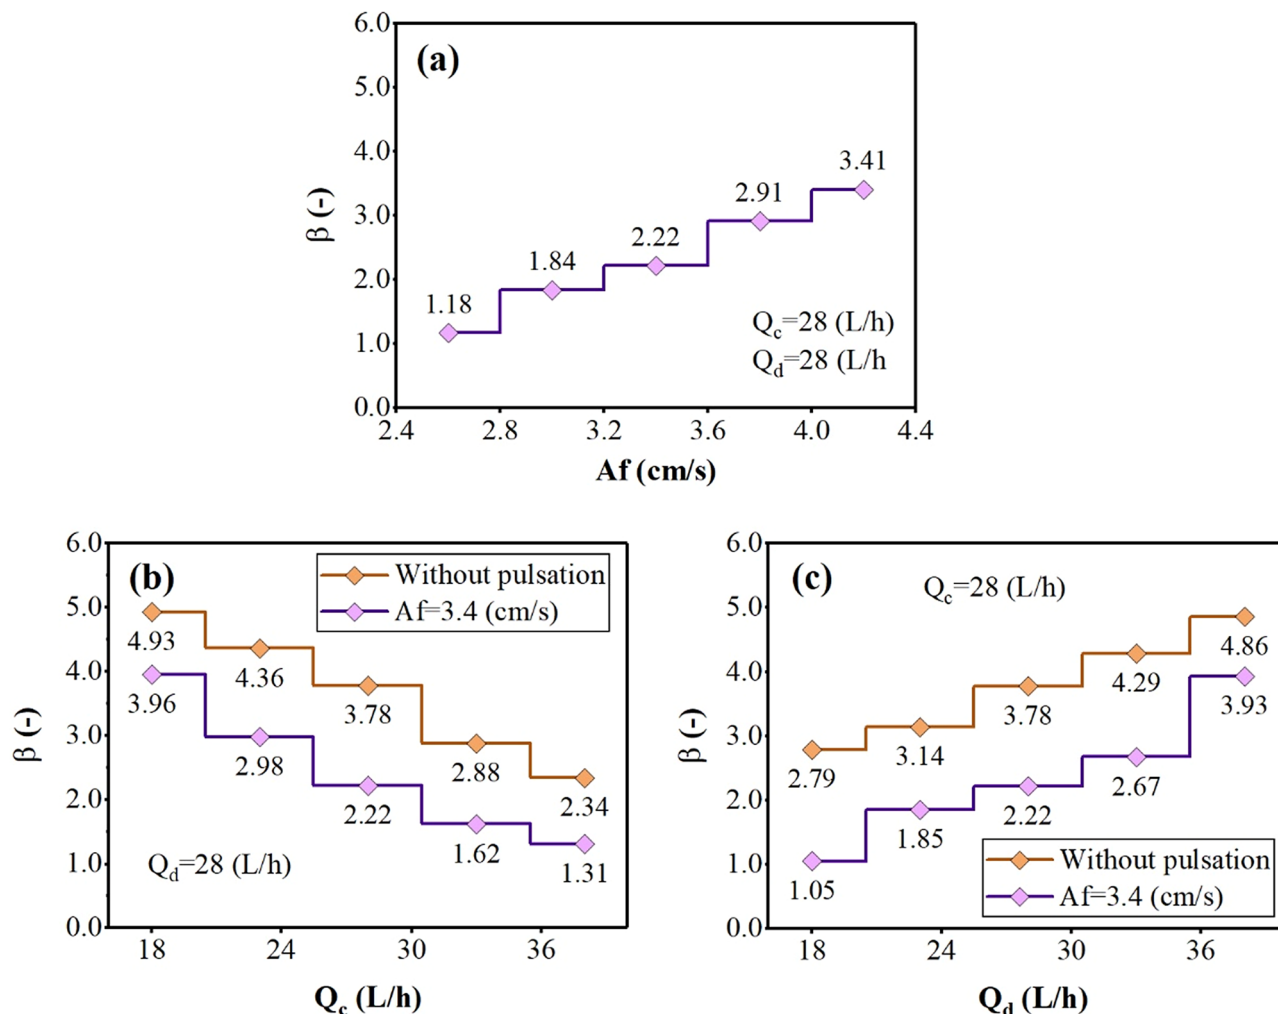 (a)
6.0
5.0
4.0
3.0
2.0
1.0
0.0
β (-)
1.18
1.84
2.22
2.91
3.41
Qc=28 (L/h)
Qd=28 (L/h
2.4 2.8 3.2 3.6 4.0 4.4
Af (cm/s)
(b)
Without pulsation
Af=3.4 (cm/s)
6.0
5.0
4.0
3.0
2.0
1.0
0.0
β (-)
4.93
4.36
3.78
2.88
2.34
3.96
2.98
2.22
1.62
1.31
Qd=28 (L/h)
18 24 30 36
Qc (L/h)
(c)
Qc=28 (L/h)
6.0
5.0
4.0
3.0
2.0
1.0
0.0
β (-)
2.79
3.14
3.78
4.29
4.86
1.05
1.85
2.22
2.67
3.93
Without pulsation
Af=3.4 (cm/s)
18 24 30 36
Qd (L/h)